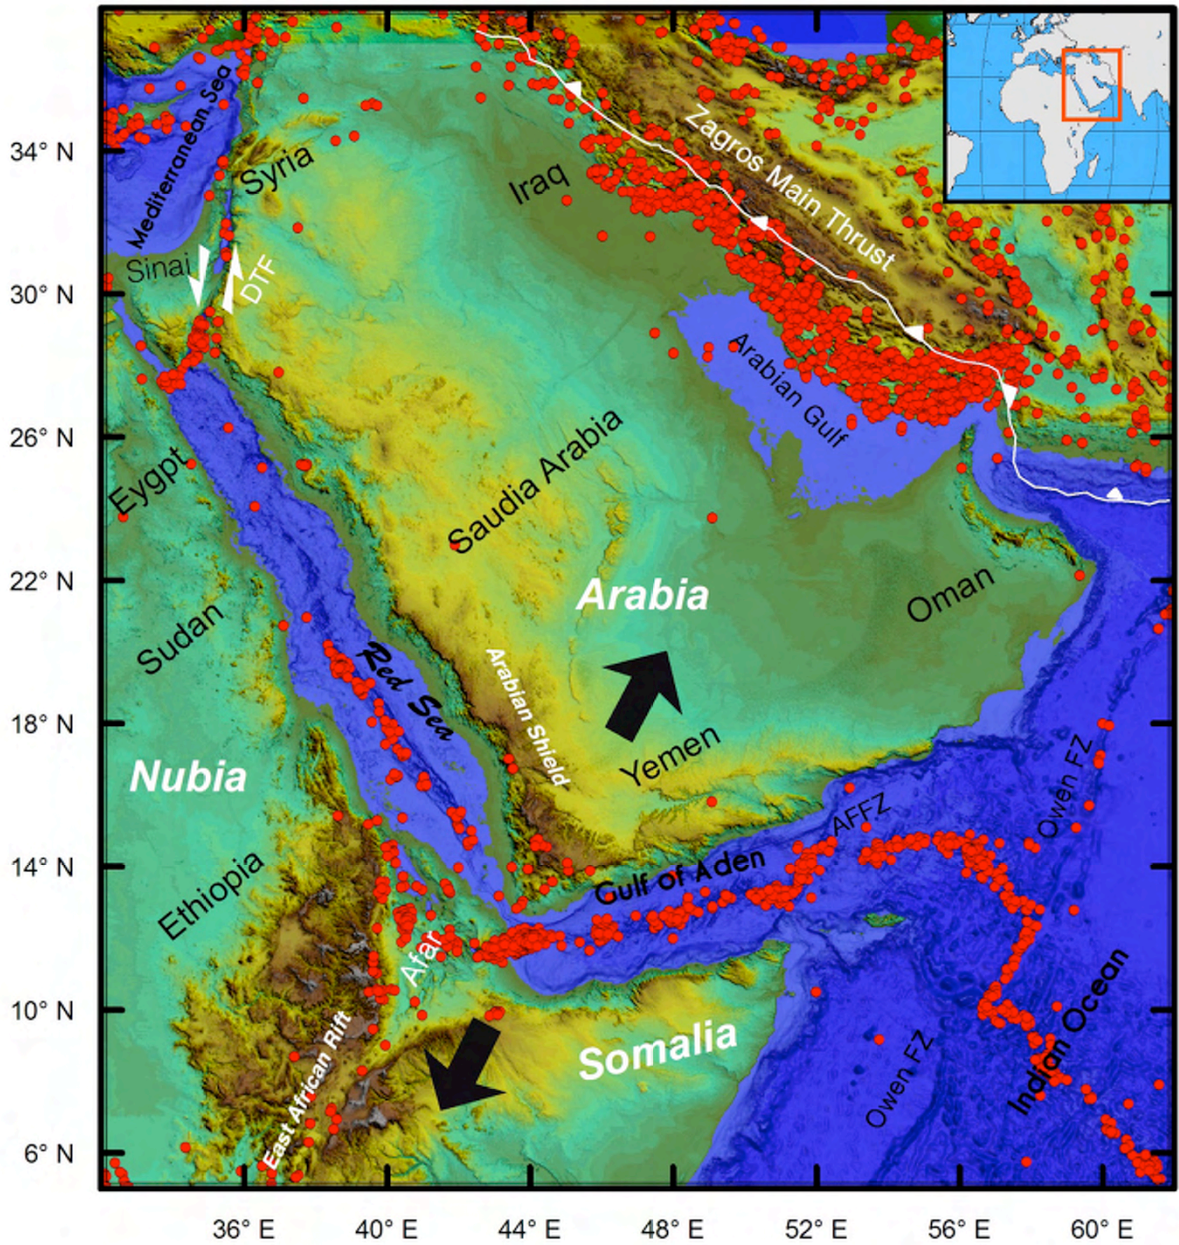 34° N
30° N
26° N
22° N
18° N
14° N
10° N
6° N
36° E
40° E
44° E
48° E
52° E
56° E
60° E
Mediterranean Sea
Syria
Iraq
Zagros Main Thrust
Sinai
DTF
Arabian Gulf
Eygpt
Saudia Arabia
Arabia
Oman
Sudan
Red Sea
Arabian Shield
Nubia
Yemen
Owen FZ
AFFZ
Ethiopia
Gulf of Aden
Afar
Somalia
East African Rift
Owen FZ
Indian Ocean